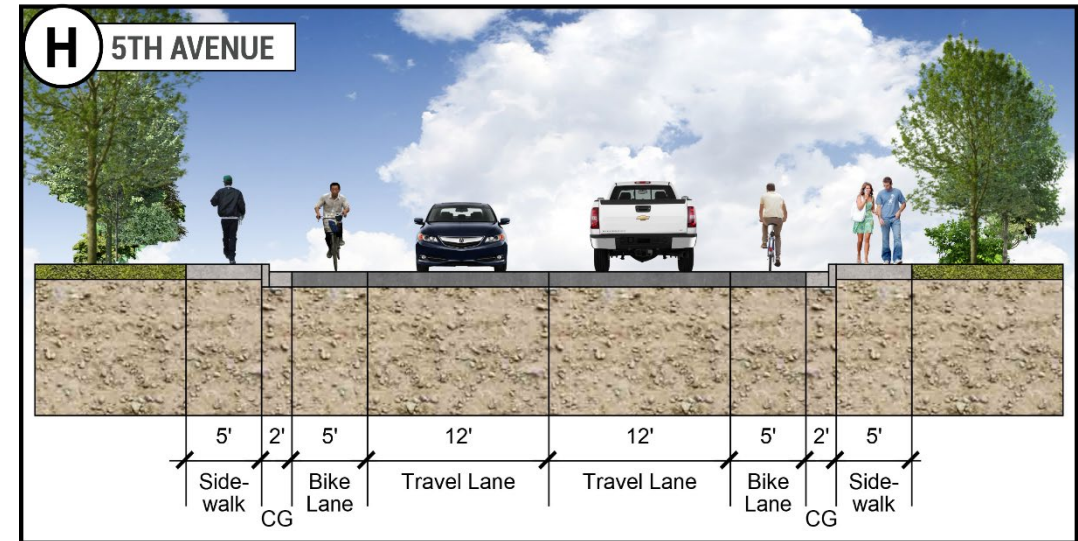 H 5TH AVENUE
5' 2' 5' 12' 12' 5' 2' 5'
Side-
walk
CG
Bike
Lane
Travel Lane
Travel Lane
Bike
Lane
CG
Side-
walk